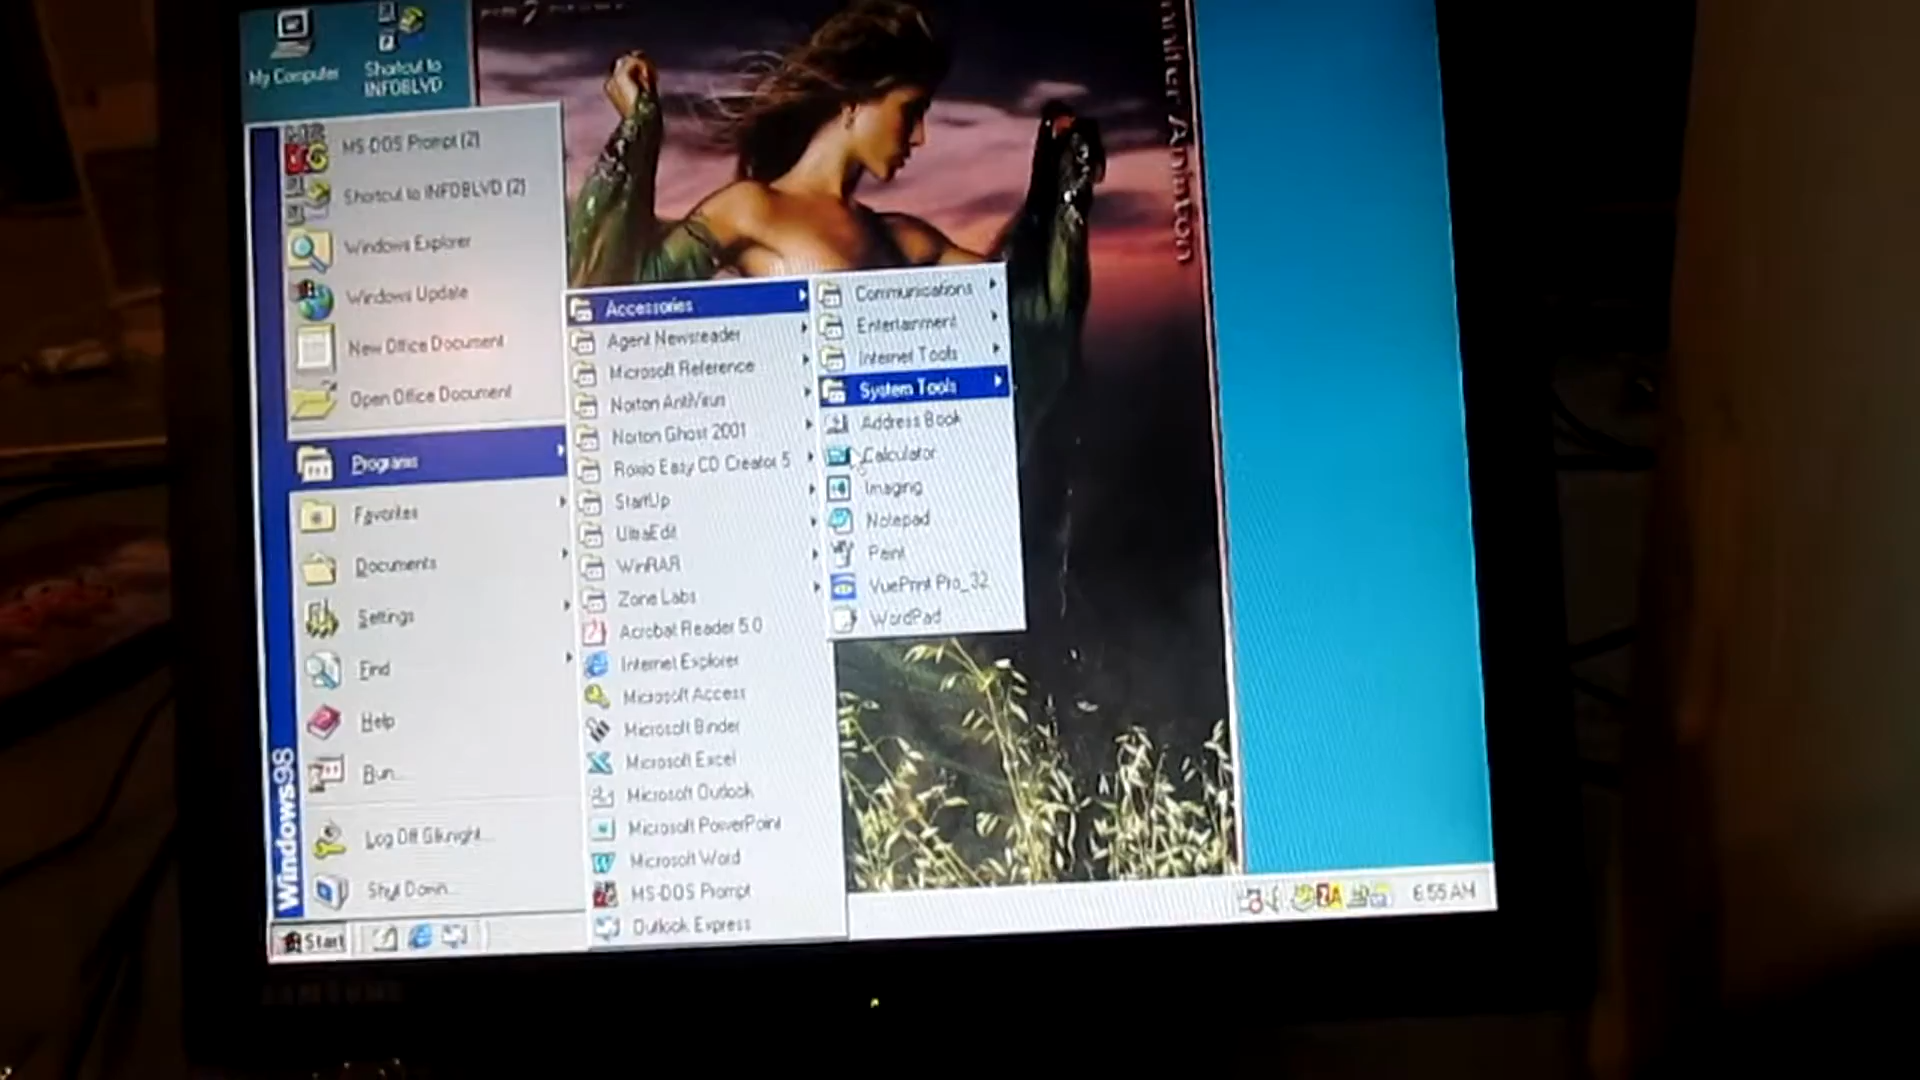 My Computer
Shortcut to
INFOBLVD
Jennifer Aniston
MS-DOS Prompt (2)
Shortcut to INFOBLVD (2)
Windows Explorer
Windows Update
New Office Document
Open Office Document
Programs
Favorites
Documents
Settings
Find
Help
Run...
Log Off
Shut Down...
Windows98
Start
Accessories
Agent Newsreader
Microsoft Reference
Norton AntiVirus
Norton Ghost 2001
Roxio Easy CD Creator 5
StartUp
UltraEdit
WinRAR
Zone Labs
Acrobat Reader 5.0
Internet Explorer
Microsoft Access
Microsoft Binder
Microsoft Excel
Microsoft Outlook
Microsoft PowerPoint
Microsoft Word
MS-DOS Prompt
Outlook Express
Communications
Entertainment
Internet Tools
System Tools
Address Book
Calculator
Imaging
Notepad
Paint
VuePrint Pro_32
WordPad
6:55 AM